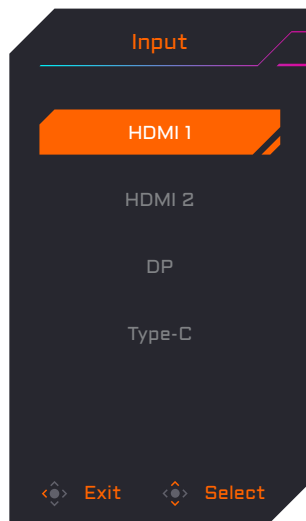 Input
HDMI 1
HDMI 2
DP
Type-C
Exit Select